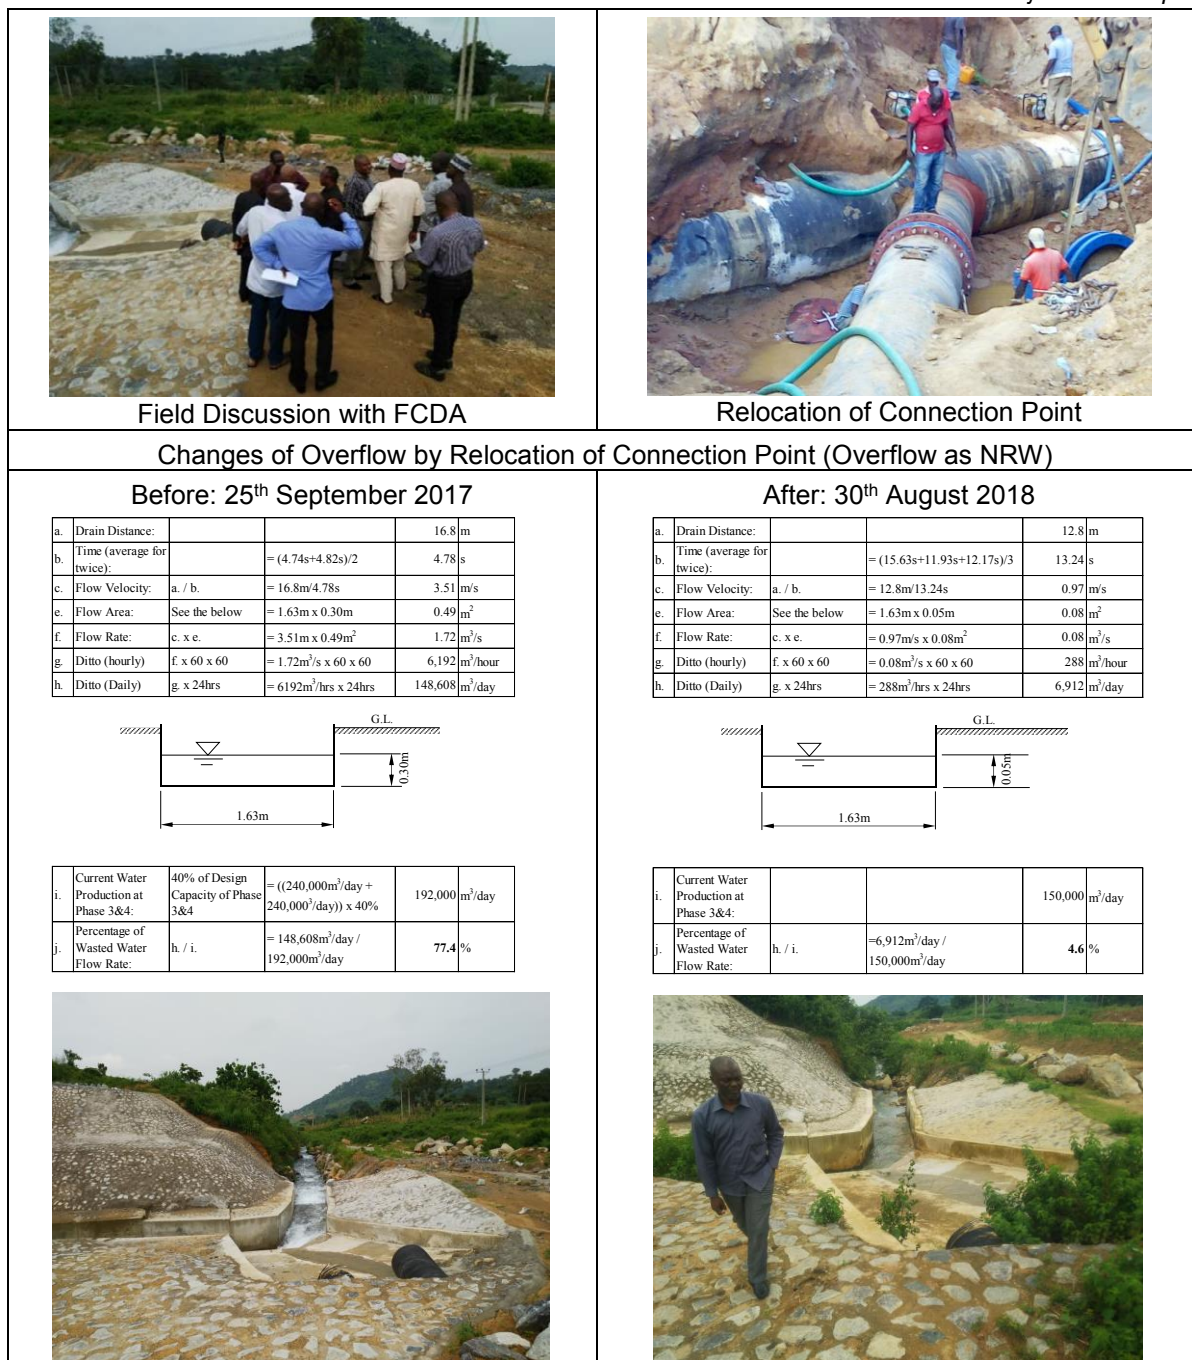 Field Discussion with FCDA
Relocation of Connection Point
Changes of Overflow by Relocation of Connection Point (Overflow as NRW)
Before: 25th September 2017
a. Drain Distance: 16.8 m
b. Time (average for twice): = (4.74s+4.82s)/2 4.78 s
c. Flow Velocity: a. / b. = 16.8m/4.78s 3.51 m/s
e. Flow Area: See the below = 1.63m x 0.30m 0.49 m²
f. Flow Rate: c. x e. = 3.51m x 0.49m² 1.72 m³/s
g. Ditto (hourly) f. x 60 x 60 = 1.72m³/s x 60 x 60 6,192 m³/hour
h. Ditto (Daily) g. x 24hrs = 6192m³/hrs x 24hrs 148,608 m³/day
G.L.
0.30m
1.63m
i. Current Water Production at Phase 3&4: 40% of Design Capacity of Phase 3&4 = ((240,000m³/day + 240,000³/day)) x 40% 192,000 m³/day
j. Percentage of Wasted Water Flow Rate: h. / i. = 148,608m³/day / 192,000m³/day 77.4 %
After: 30th August 2018
a. Drain Distance: 12.8 m
b. Time (average for twice): = (15.63s+11.93s+12.17s)/3 13.24 s
c. Flow Velocity: a. / b. = 12.8m/13.24s 0.97 m/s
e. Flow Area: See the below = 1.63m x 0.05m 0.08 m²
f. Flow Rate: c. x e. = 0.97m/s x 0.08m² 0.08 m³/s
g. Ditto (hourly) f. x 60 x 60 = 0.08m³/s x 60 x 60 288 m³/hour
h. Ditto (Daily) g. x 24hrs = 288m³/hrs x 24hrs 6,912 m³/day
G.L.
0.05m
1.63m
i. Current Water Production at Phase 3&4: 150,000 m³/day
j. Percentage of Wasted Water Flow Rate: h. / i. =6,912m³/day / 150,000m³/day 4.6 %